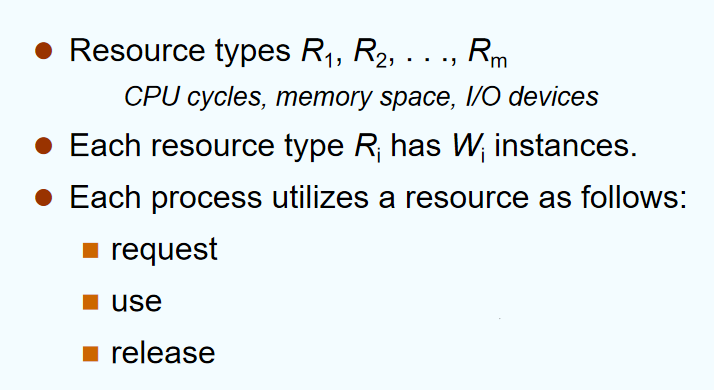 Resource types R1, R2, . . ., Rm
CPU cycles, memory space, I/O devices
Each resource type Ri has Wi instances.
Each process utilizes a resource as follows:
request
use
release